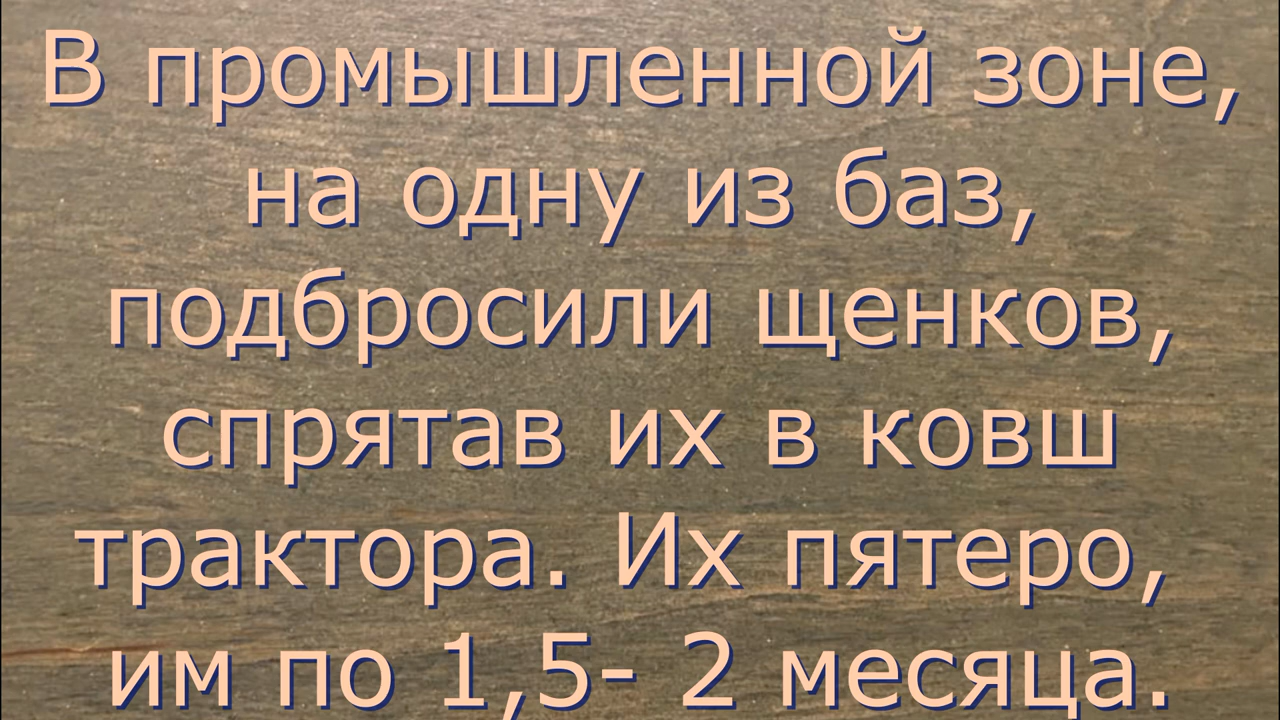 В промышленной зоне,
на одну из баз,
подбросили щенков,
спрятав их в ковш
трактора. Их пятеро,
им по 1,5- 2 месяца.